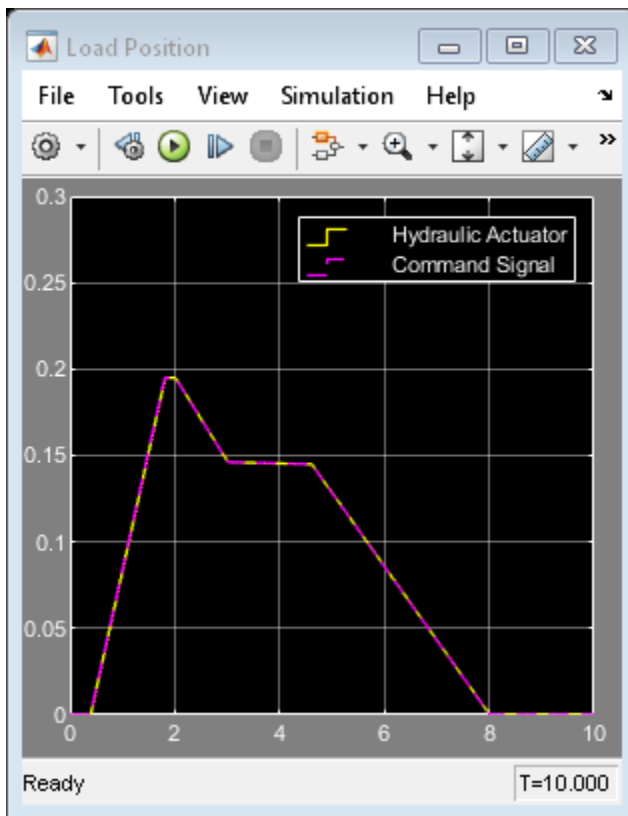 Load Position
File Tools View Simulation Help
0.3
Hydraulic Actuator
Command Signal
0.25
0.2
0.15
0.1
0.05
0
0 2 4 6 8 10
Ready T=10.000